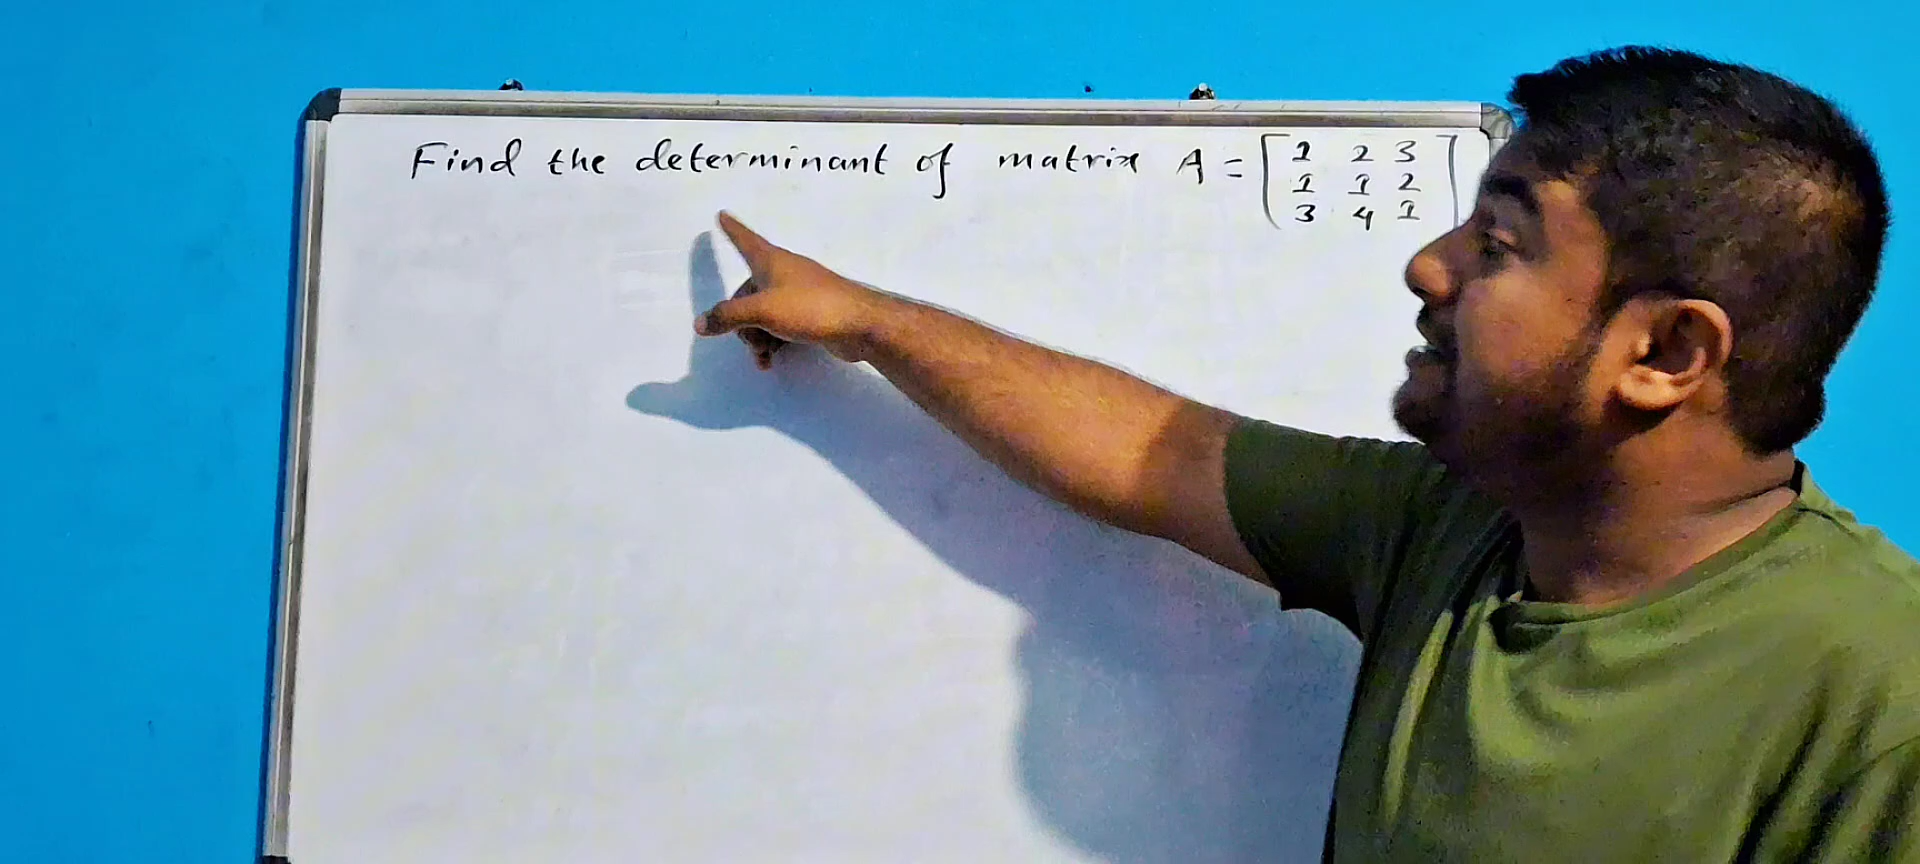 Find the determinant of matrix A = [1 2 3
1 1 2
3 4 1]